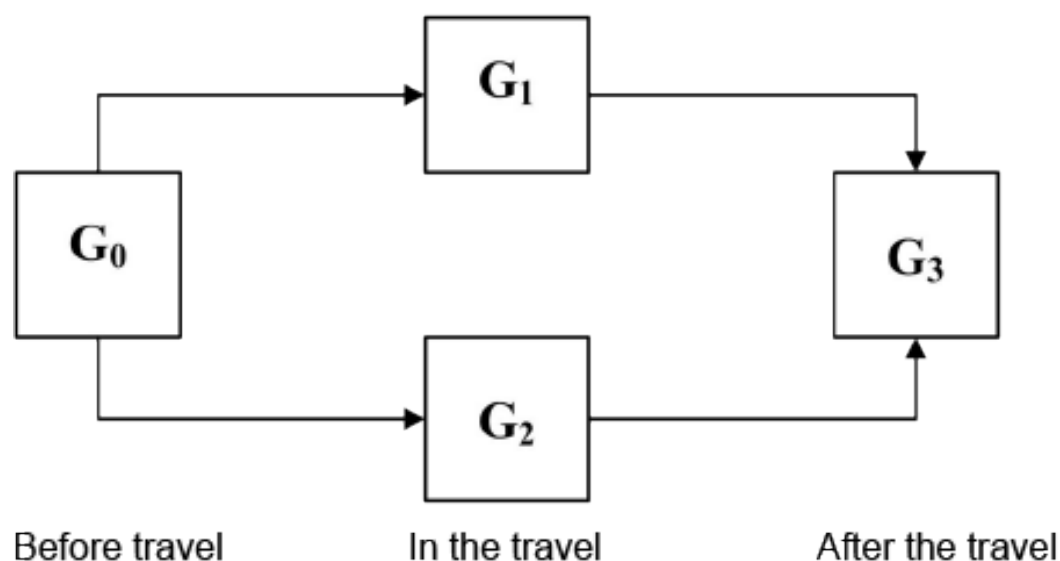 G₁
G₀
G₃
G₂
Before travel In the travel After the travel